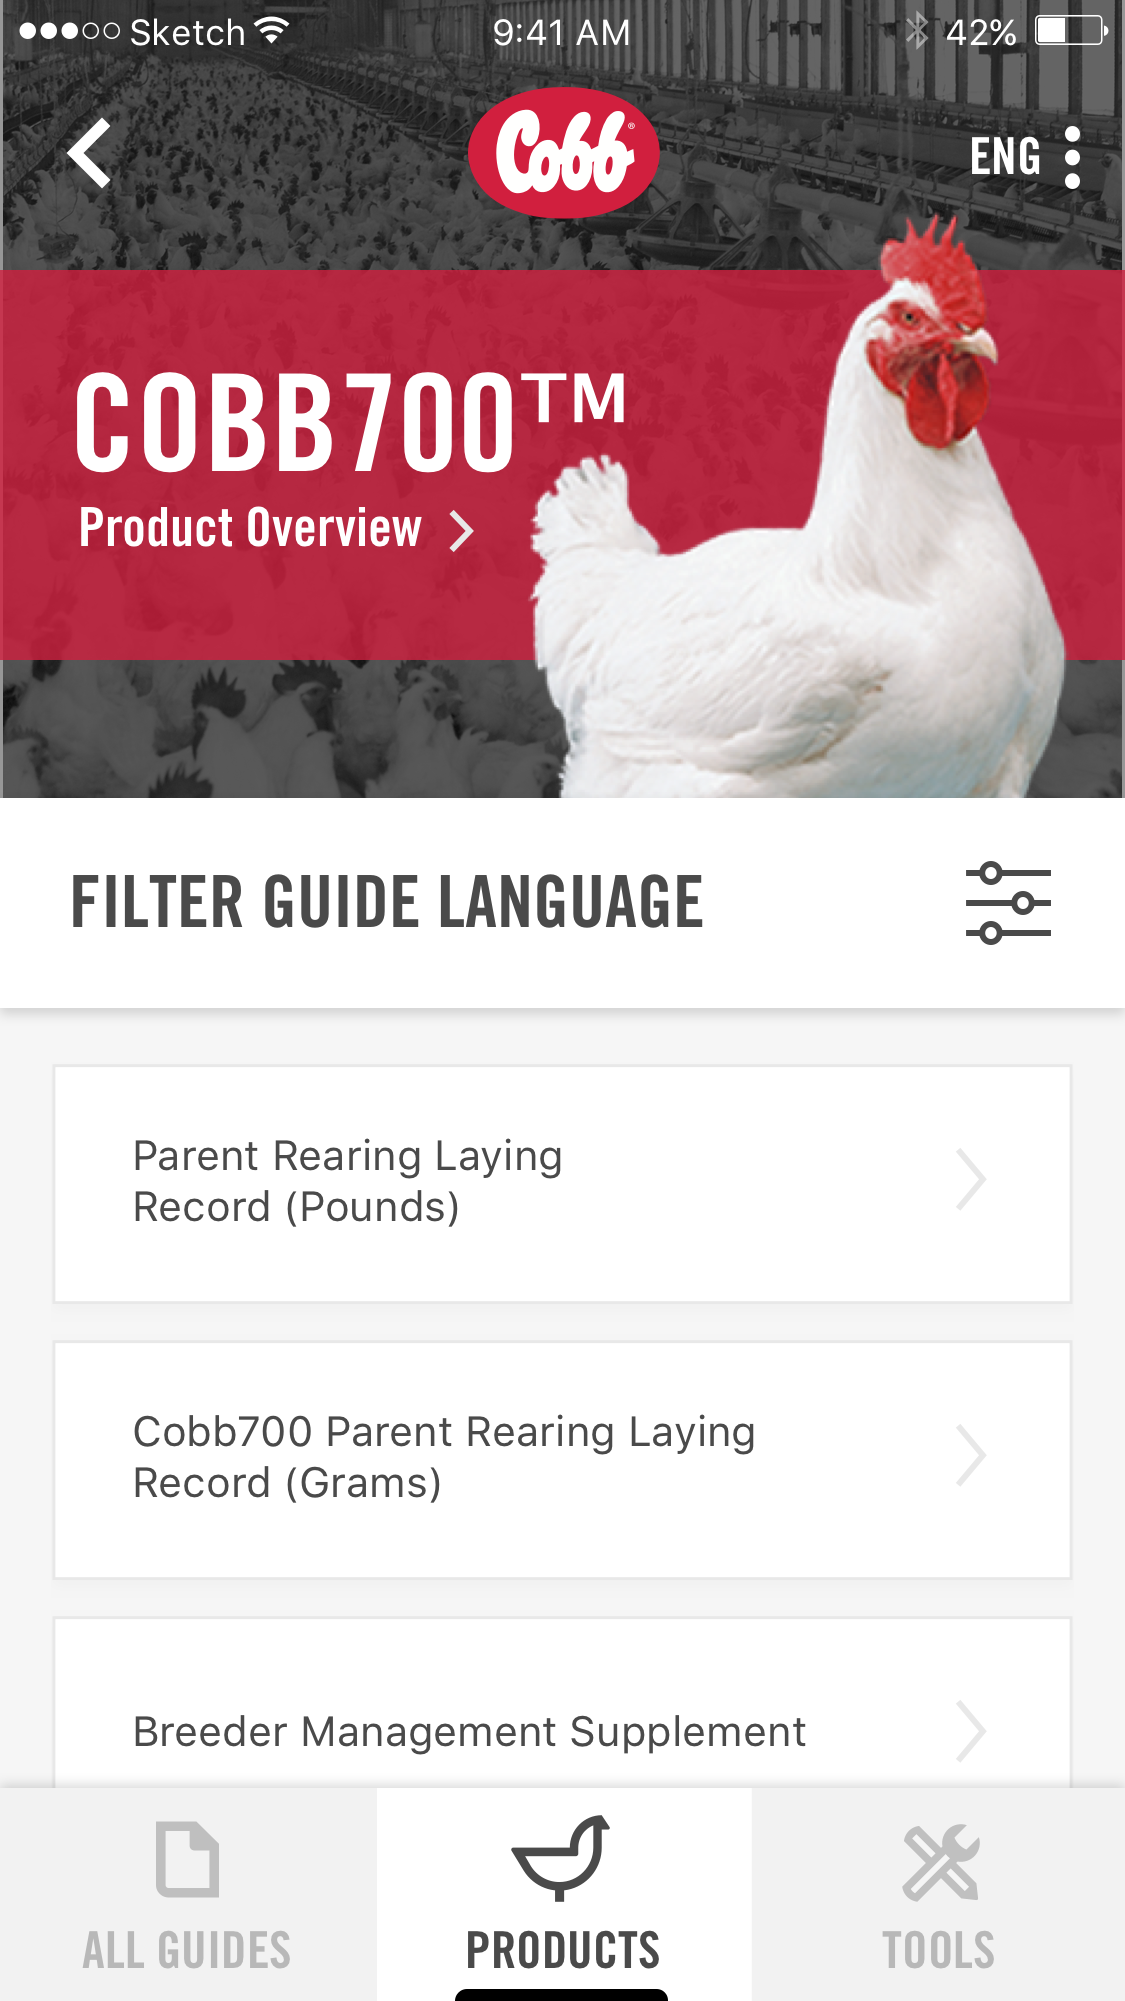 Sketch 9:41 AM 42%
Cobb®
ENG
COBB700™
Product Overview
FILTER GUIDE LANGUAGE
Parent Rearing Laying
Record (Pounds)
Cobb700 Parent Rearing Laying
Record (Grams)
Breeder Management Supplement
ALL GUIDES PRODUCTS TOOLS